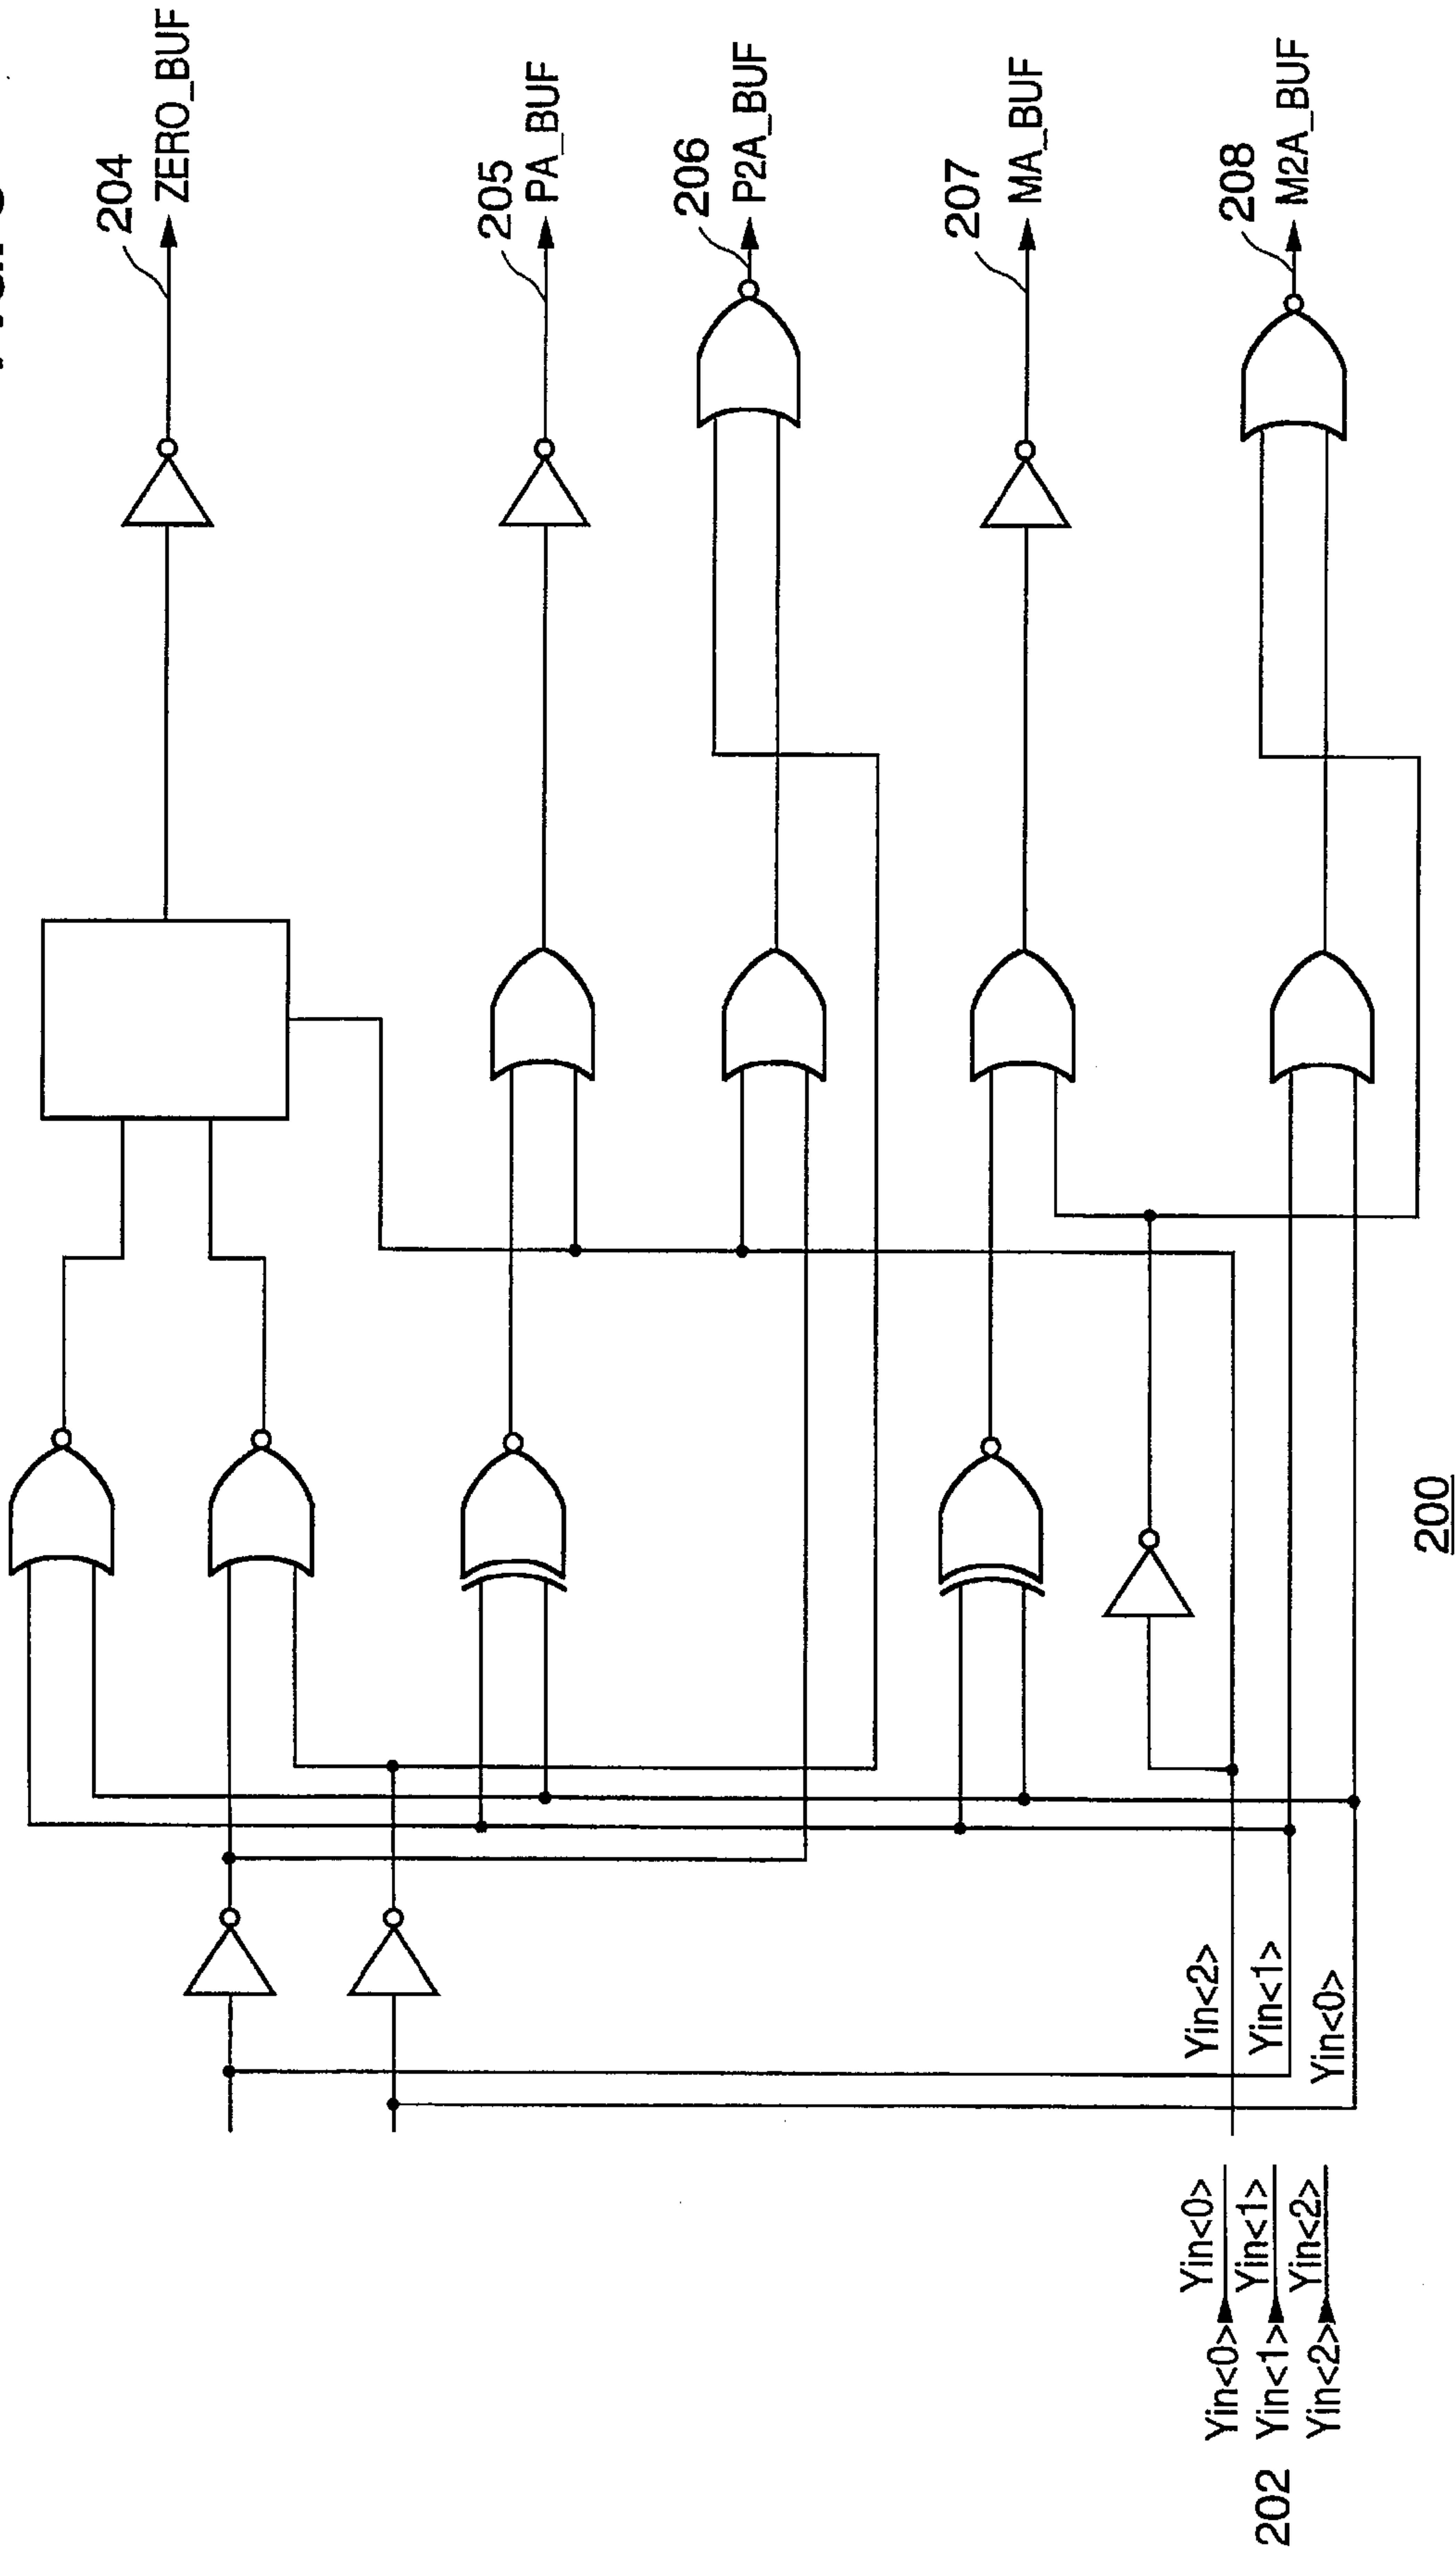 204
ZERO_BUF
205
PA_BUF
206
P2A_BUF
207
MA_BUF
208
M2A_BUF
Yin<2>
Yin<1>
Yin<0>
Yin<0>
Yin<0>
Yin<1>
Yin<1>
Yin<2>
Yin<2>
202
200